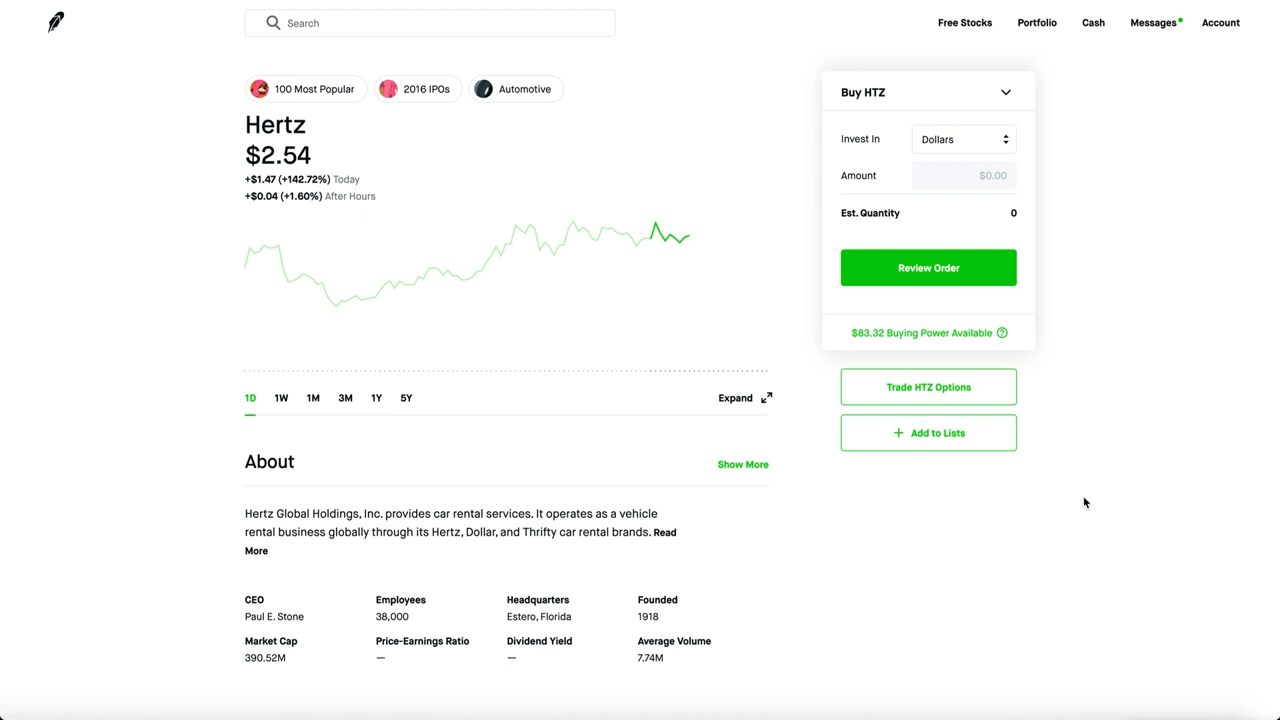 Search
Free Stocks Portfolio Cash Messages Account
100 Most Popular 2016 IPOs Automotive
Hertz
$2.54
+$1.47 (+142.72%) Today
+$0.04 (+1.60%) After Hours
1D 1W 1M 3M 1Y 5Y Expand
About Show More
Hertz Global Holdings, Inc. provides car rental services. It operates as a vehicle
rental business globally through its Hertz, Dollar, and Thrifty car rental brands. Read
More
CEO Employees Headquarters Founded
Paul E. Stone 38,000 Estero, Florida 1918
Market Cap Price-Earnings Ratio Dividend Yield Average Volume
390.52M — — 7.74M
Buy HTZ
Invest In Dollars
Amount $0.00
Est. Quantity 0
Review Order
$83.32 Buying Power Available ?
Trade HTZ Options
+ Add to Lists